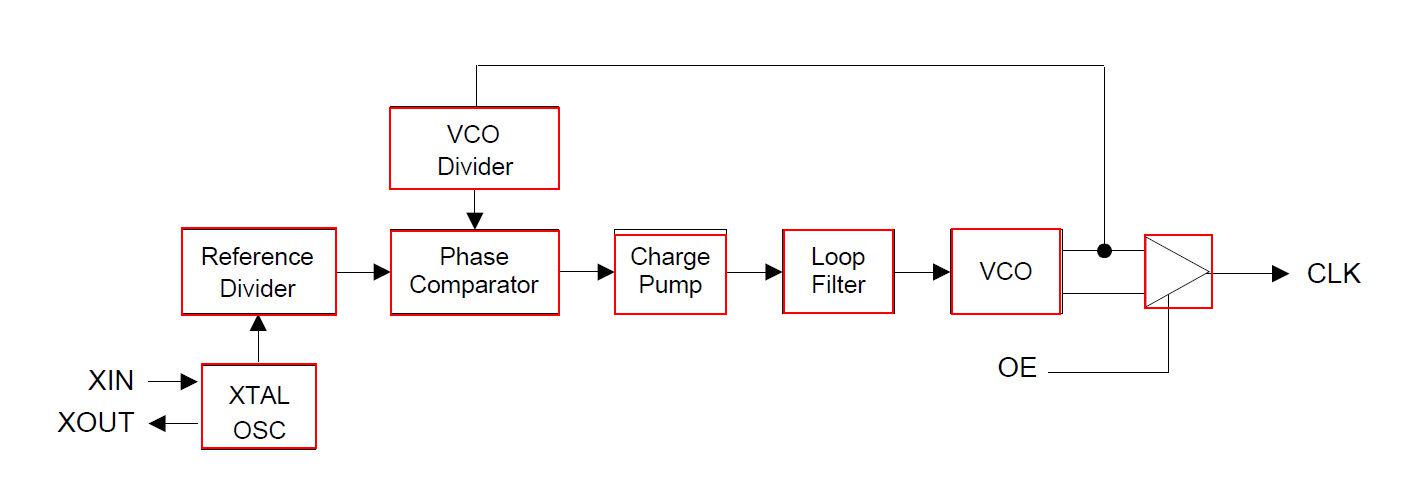 VCO
Divider
Reference
Divider
Phase
Comparator
Charge
Pump
Loop
Filter
VCO
CLK
OE
XIN
XOUT
XTAL
OSC